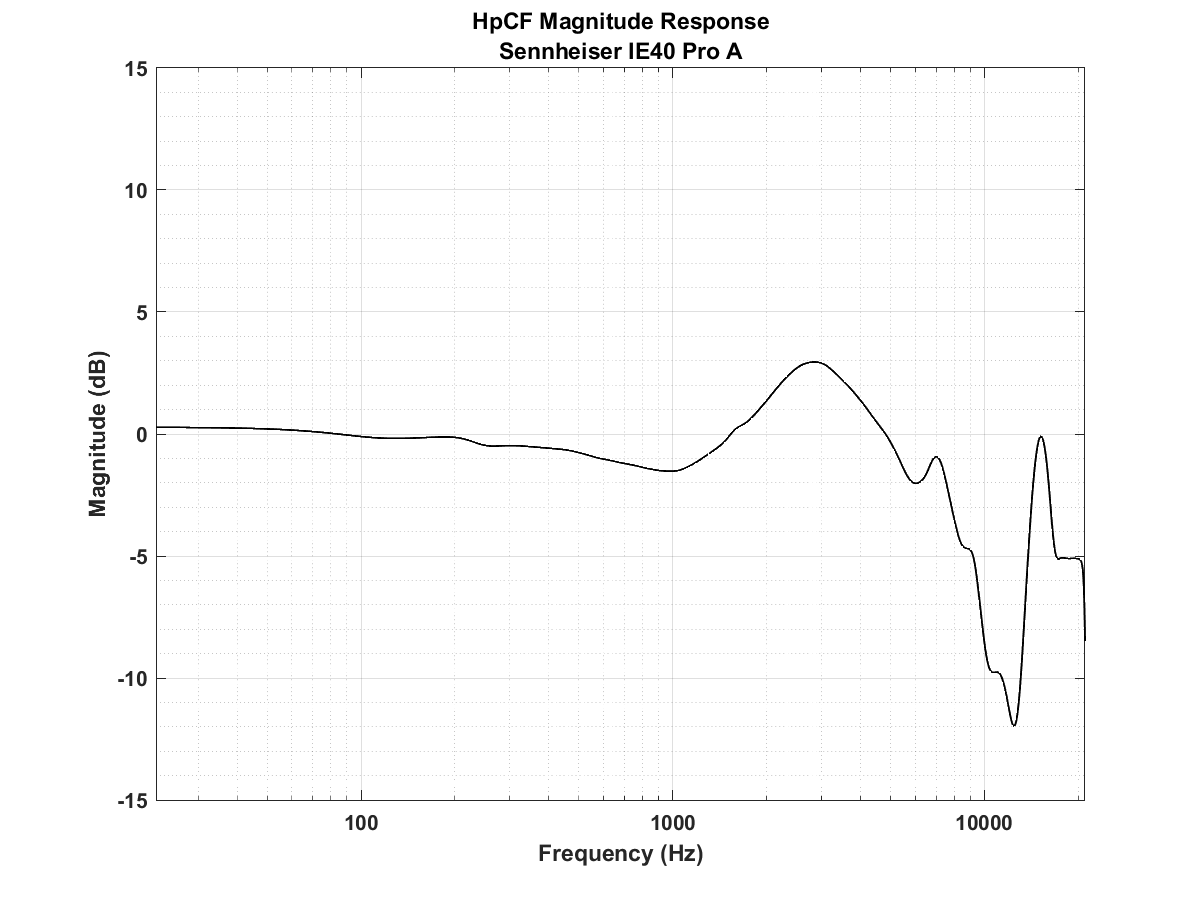 HpCF Magnitude Response
Sennheiser IE40 Pro A
15
10
5
0
-5
-10
-15
Magnitude (dB)
100
1000
10000
Frequency (Hz)